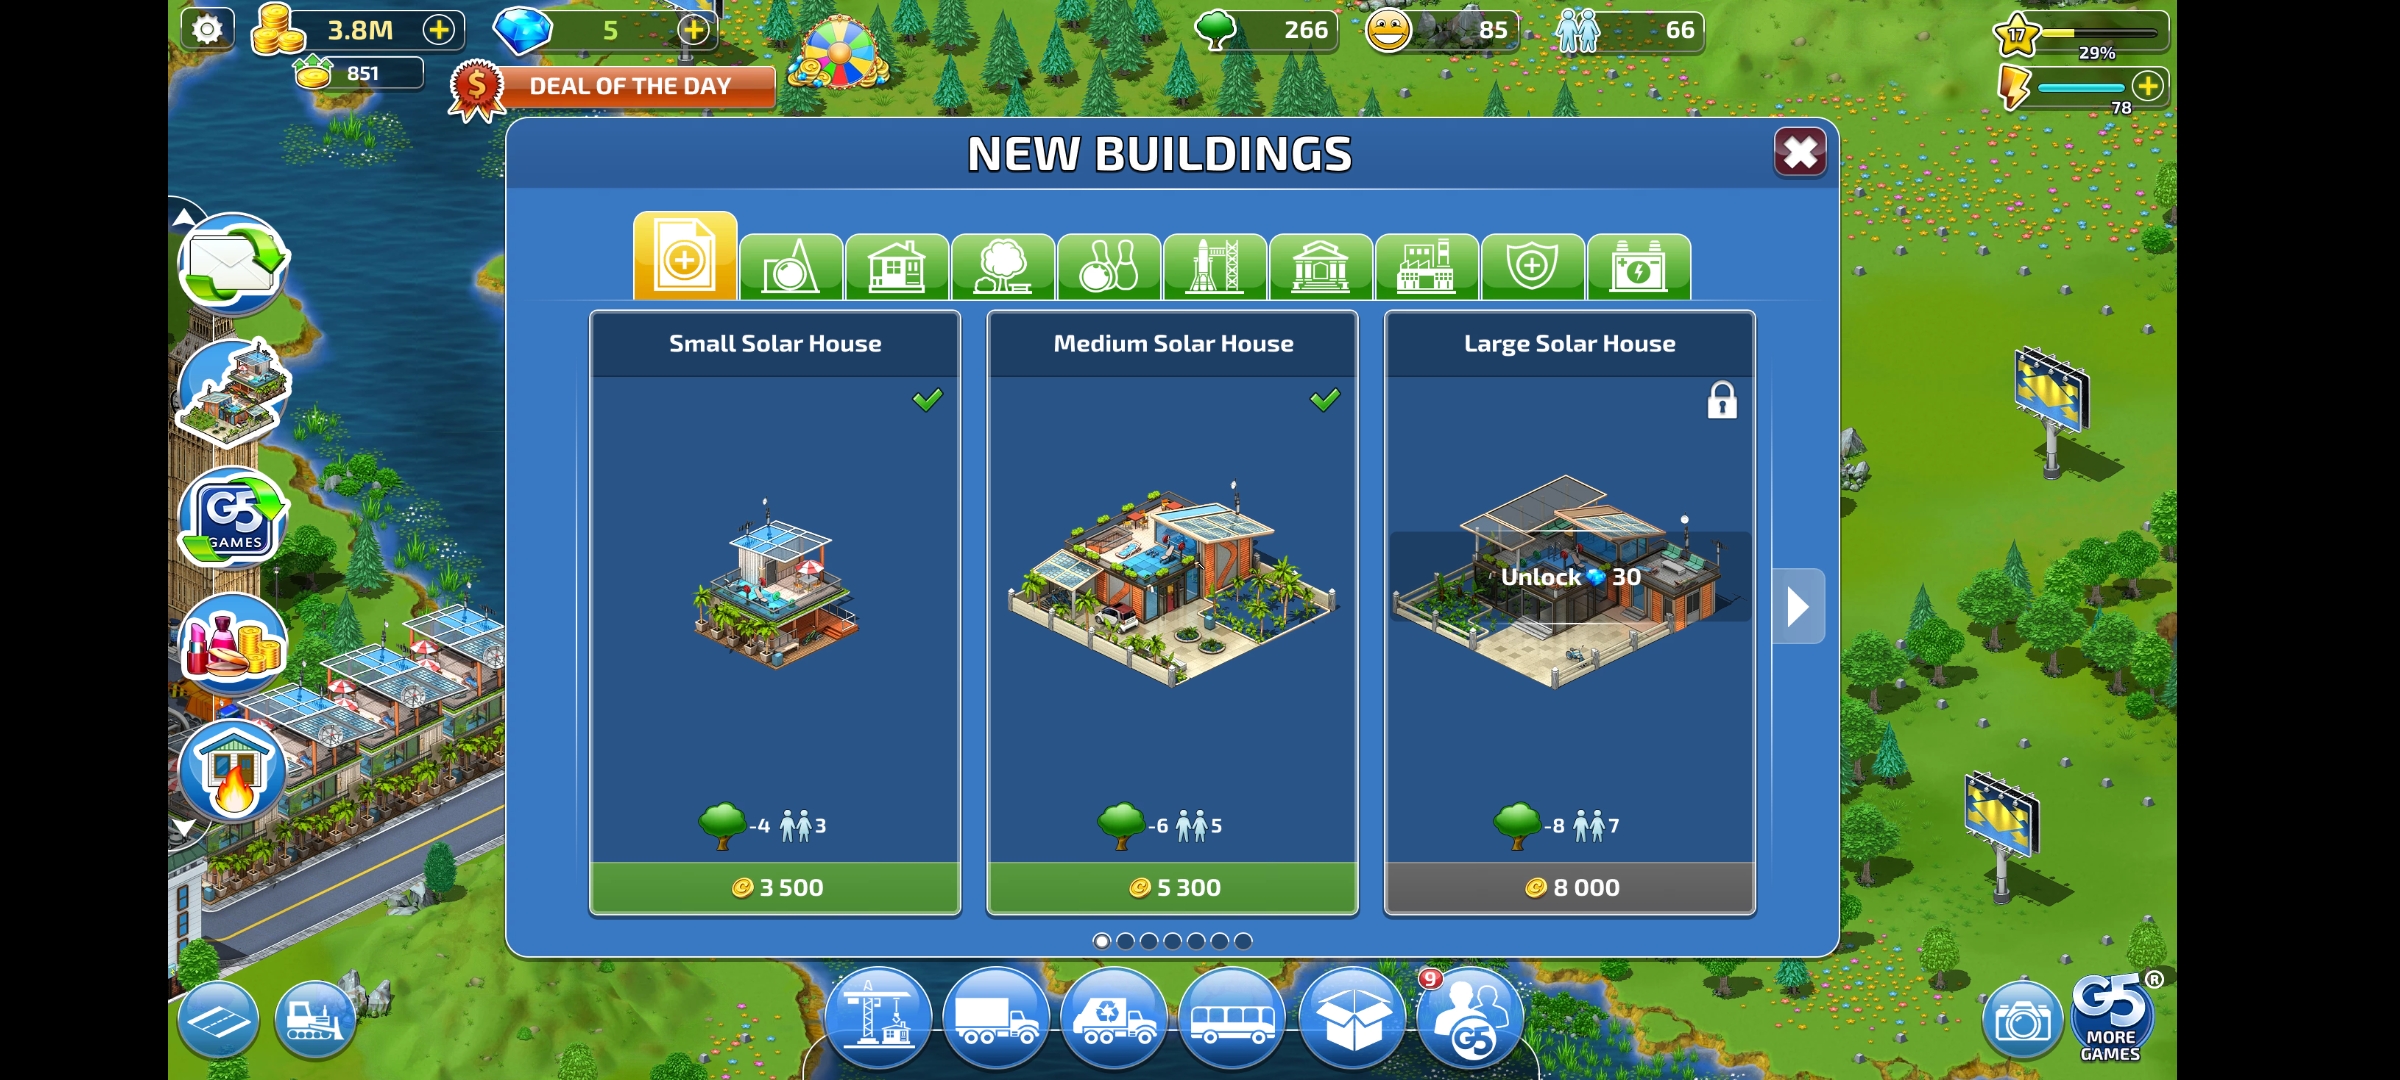 3.8M
5
266
85
66
17
29%
851
$ DEAL OF THE DAY
78
NEW BUILDINGS
Small Solar House
Medium Solar House
Large Solar House
G5
GAMES
Unlock 30
-4 3
-6 5
-8 7
3 500
5 300
8 000
9
G5
G5®
MORE
GAMES